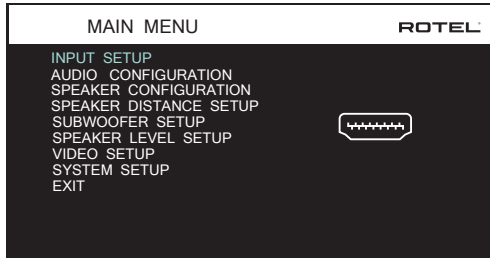 MAIN MENU
ROTEL
INPUT SETUP
AUDIO CONFIGURATION
SPEAKER CONFIGURATION
SPEAKER DISTANCE SETUP
SUBWOOFER SETUP
SPEAKER LEVEL SETUP
VIDEO SETUP
SYSTEM SETUP
EXIT